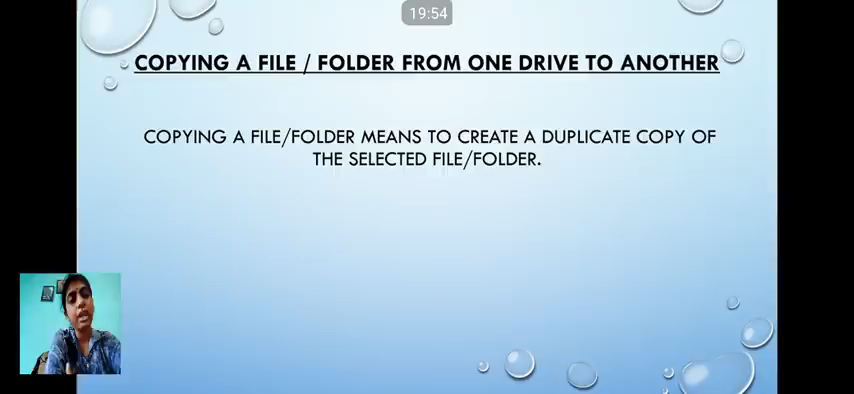 19:54
COPYING A FILE / FOLDER FROM ONE DRIVE TO ANOTHER
COPYING A FILE/FOLDER MEANS TO CREATE A DUPLICATE COPY OF
THE SELECTED FILE/FOLDER.